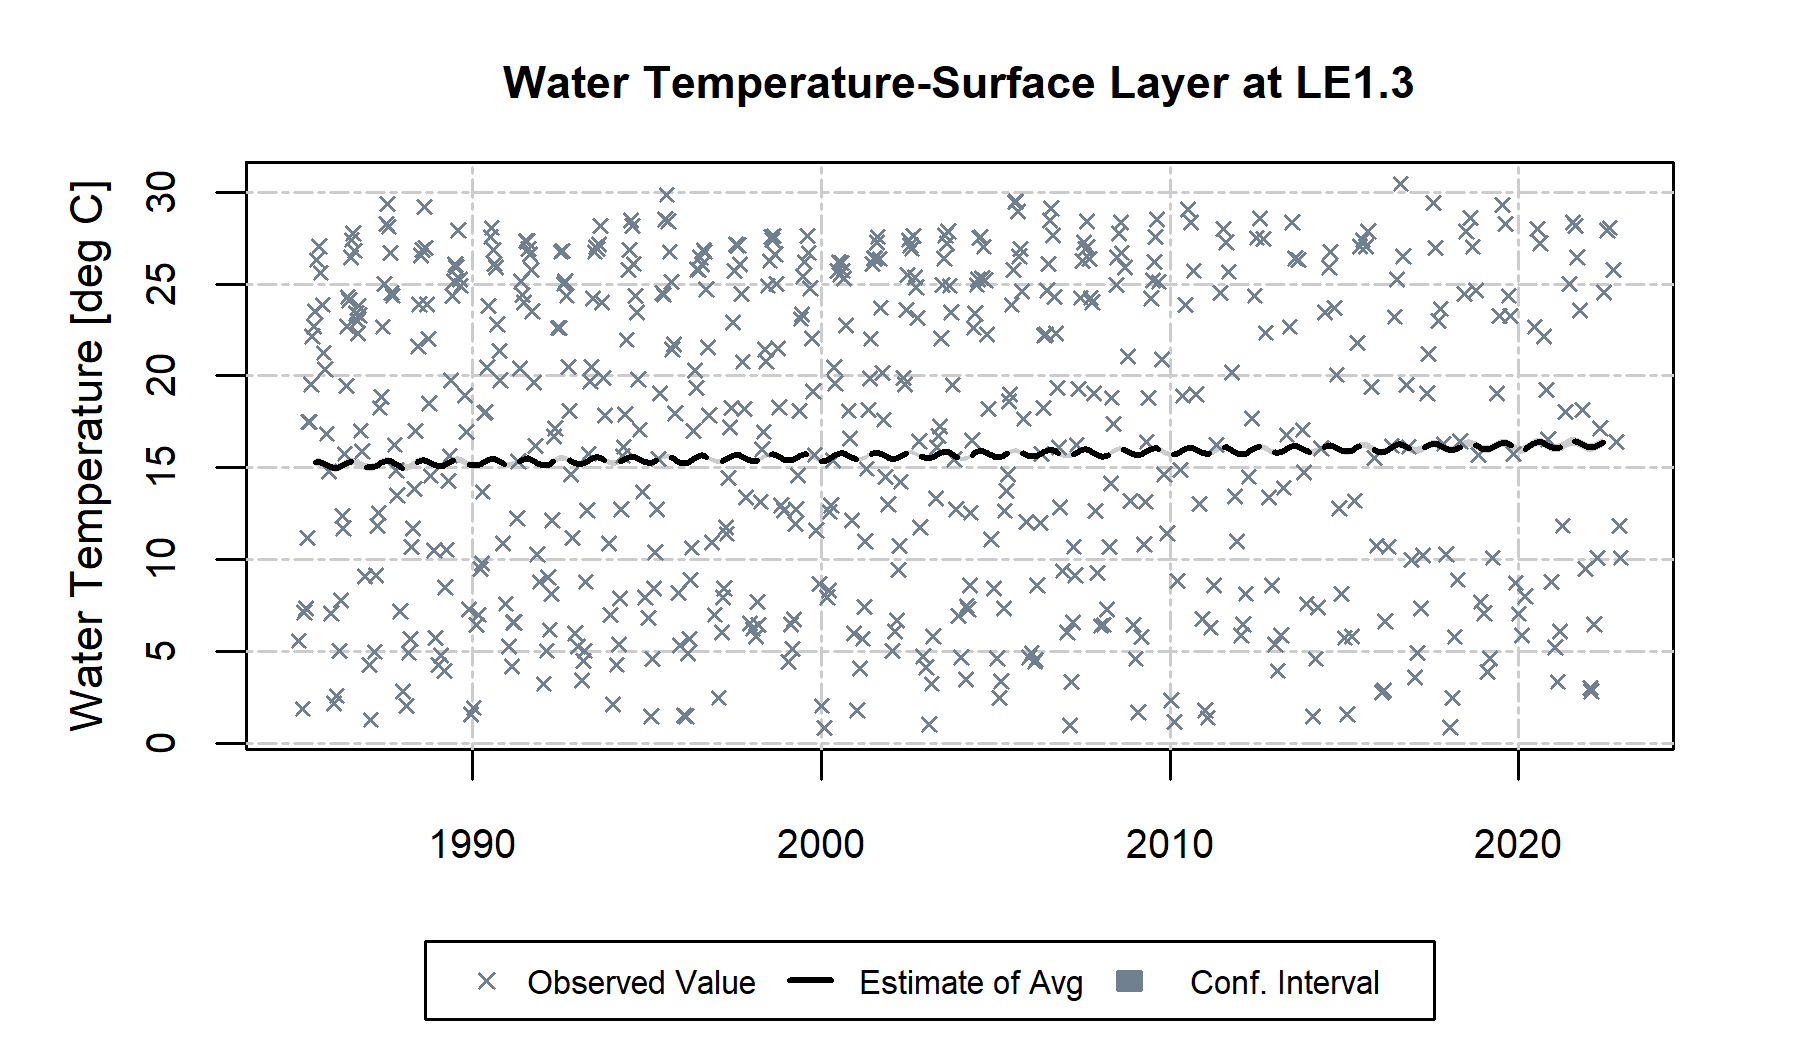 Water Temperature-Surface Layer at LE1.3
Water Temperature [deg C]
30
25
20
15
10
5
0
1990 2000 2010 2020
Observed Value Estimate of Avg Conf. Interval